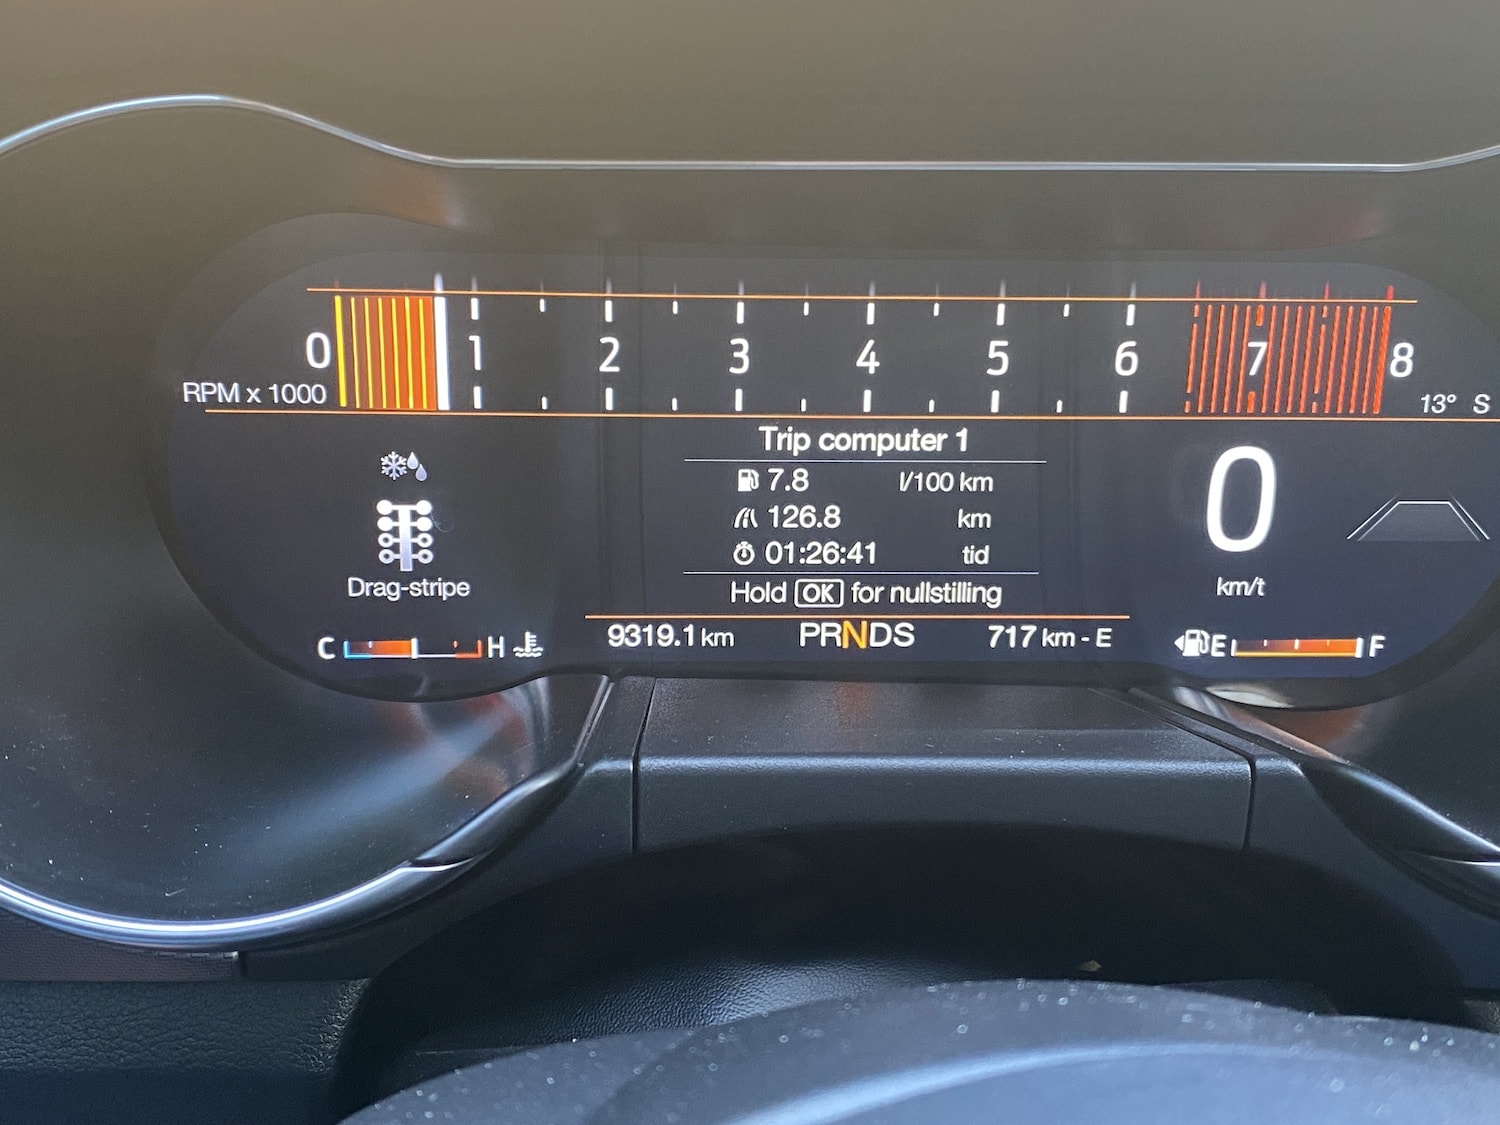 0 1 2 3 4 5 6 7 8
RPM x 1000
13° S
Trip computer 1
7.8 l/100 km
126.8 km
01:26:41 tid
Hold OK for nullstilling
Drag-stripe
0
km/t
C H
9319.1 km PRNDS 717 km - E
E F